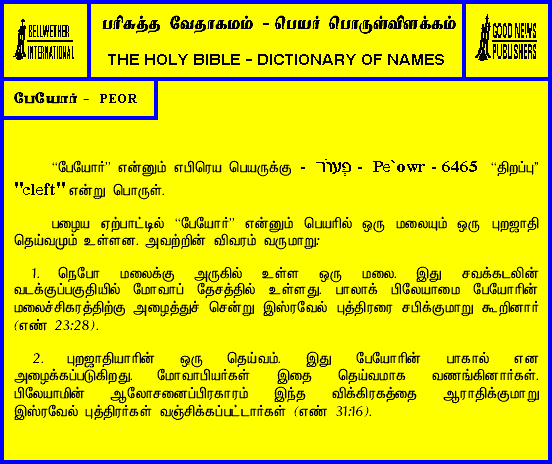 BELLWETHER
INTERNATIONAL
பரிசுத்த வேதாகமம் - பெயர் பொருள்விளக்கம்
THE HOLY BIBLE - DICTIONARY OF NAMES
GOOD NEWS
PUBLISHERS
பேயோர் - PEOR
“பேயோர்” என்னும் எபிரெய பெயருக்கு - פְּעוֹר - Pe`owr - 6465 “திறப்பு”
"cleft" என்று பொருள்.
பழைய ஏற்பாட்டில் “பேயோர்” என்னும் பெயரில் ஒரு மலையும் ஒரு புறஜாதி
தெய்வமும் உள்ளன. அவற்றின் விவரம் வருமாறு:
1. நெபோ மலைக்கு அருகில் உள்ள ஒரு மலை. இது சவக்கடலின்
வடக்குப்பகுதியில் மோவாப் தேசத்தில் உள்ளது. பாலாக் பிலேயாமை பேயோரின்
மலைச்சிகரத்திற்கு அழைத்துச் சென்று இஸ்ரவேல் புத்திரரை சபிக்குமாறு கூறினார்
(எண் 23:28).
2. புறஜாதியாரின் ஒரு தெய்வம். இது பேயோரின் பாகால் என
அழைக்கப்படுகிறது. மோவாபியர்கள் இதை தெய்வமாக வணங்கினார்கள்.
பிலேயாமின் ஆலோசனைப்பிரகாரம் இந்த விக்கிரகத்தை ஆராதிக்குமாறு
இஸ்ரவேல் புத்திரர்கள் வஞ்சிக்கப்பட்டார்கள் (எண் 31:16).